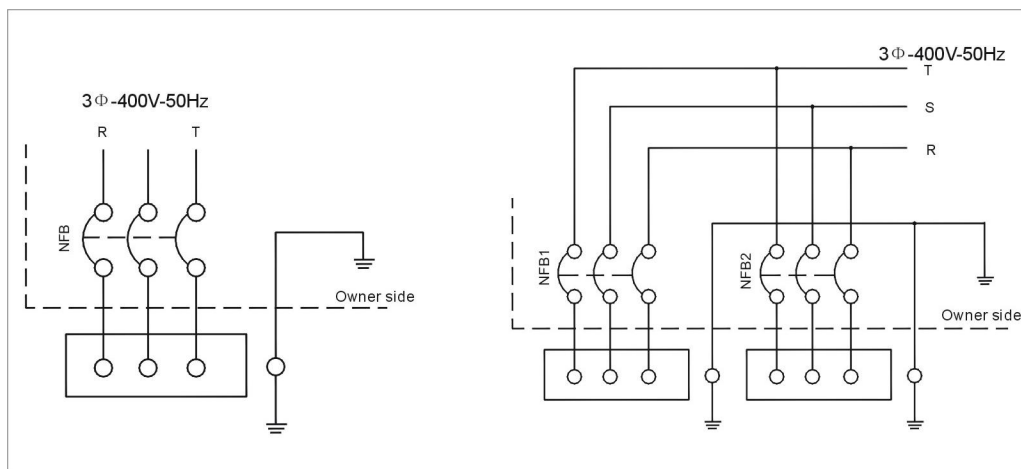 3Φ-400V-50Hz
R T
NFB
Owner side
3Φ-400V-50Hz
T
S
R
NFB1
NFB2
Owner side